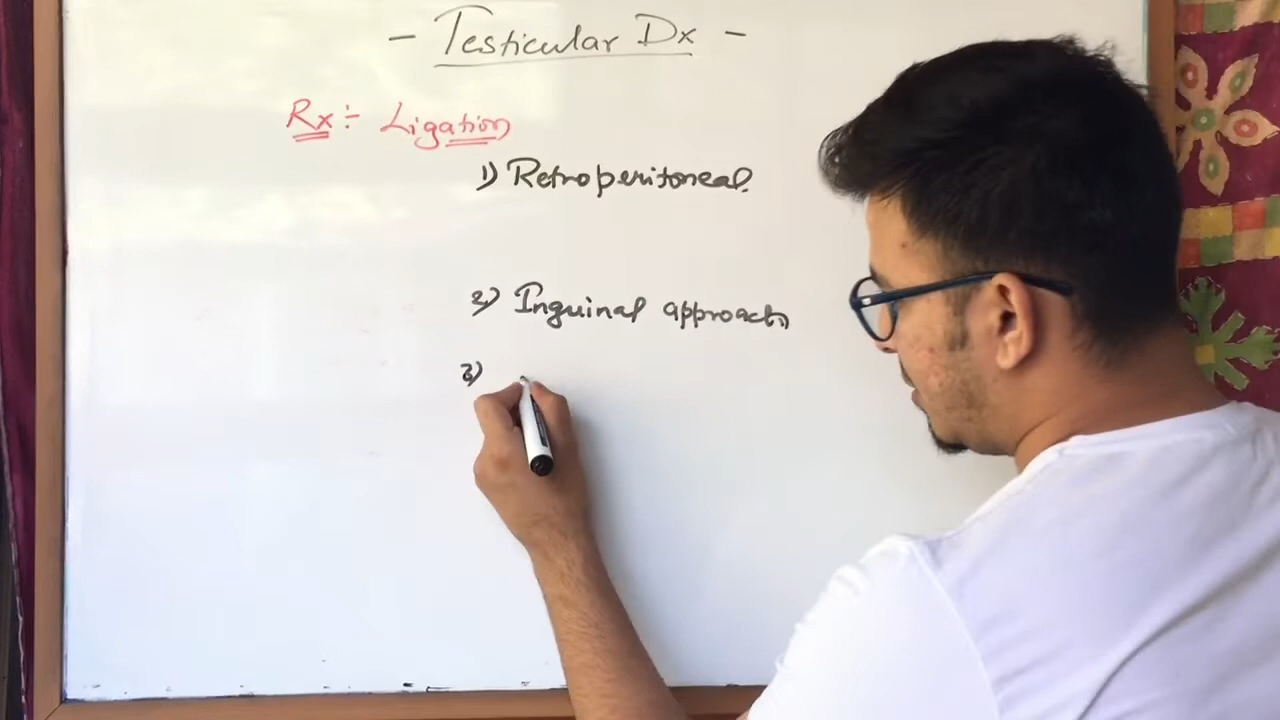 - Testicular Dx -
Rx ÷ Ligation
1) Retroperitoneal.
2) Inguinal approach
3)